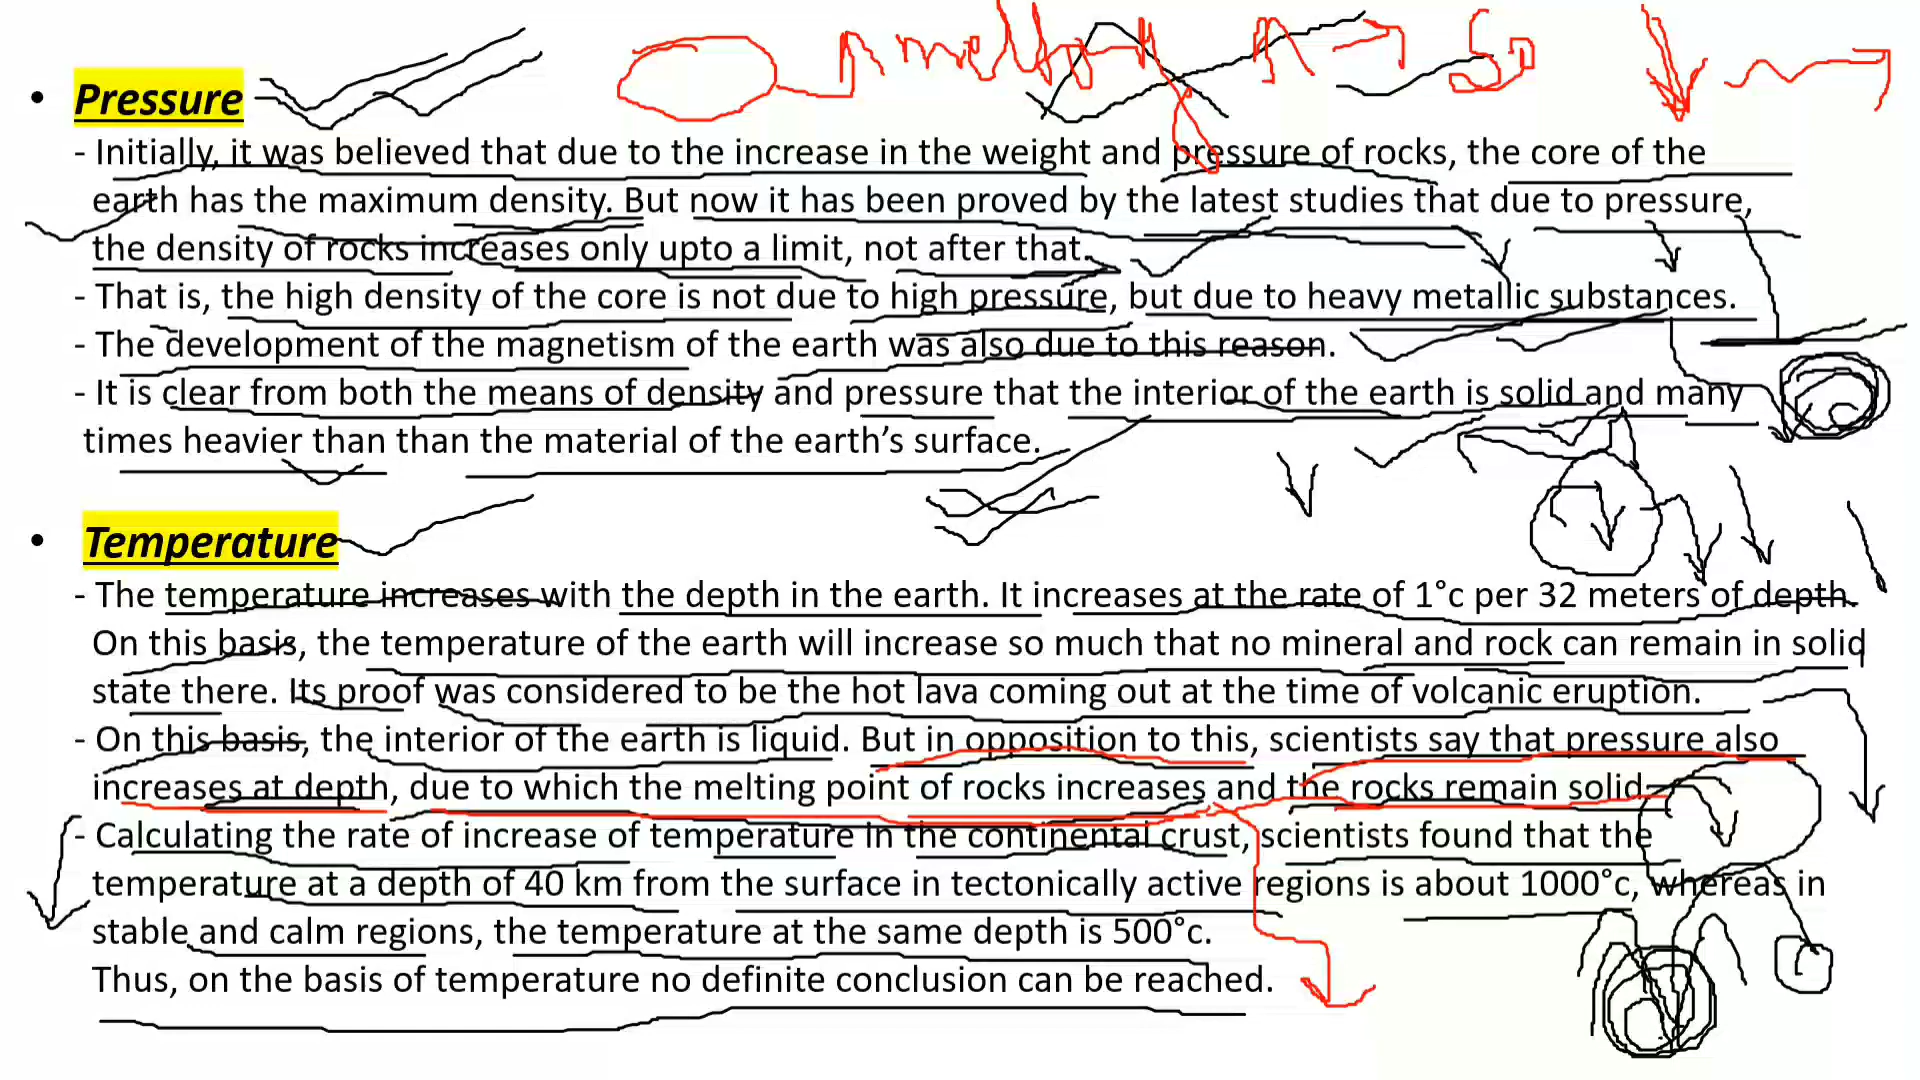 • Pressure
- Initially, it was believed that due to the increase in the weight and pressure of rocks, the core of the
earth has the maximum density. But now it has been proved by the latest studies that due to pressure,
the density of rocks increases only upto a limit, not after that.
- That is, the high density of the core is not due to high pressure, but due to heavy metallic substances.
- The development of the magnetism of the earth was also due to this reason.
- It is clear from both the means of density and pressure that the interior of the earth is solid and many
times heavier than than the material of the earth’s surface.
• Temperature
- The temperature increases with the depth in the earth. It increases at the rate of 1°c per 32 meters of depth.
On this basis, the temperature of the earth will increase so much that no mineral and rock can remain in solid
state there. Its proof was considered to be the hot lava coming out at the time of volcanic eruption.
- On this basis, the interior of the earth is liquid. But in opposition to this, scientists say that pressure also
increases at depth, due to which the melting point of rocks increases and the rocks remain solid.
- Calculating the rate of increase of temperature in the continental crust, scientists found that the
temperature at a depth of 40 km from the surface in tectonically active regions is about 1000°c, whereas in
stable and calm regions, the temperature at the same depth is 500°c.
Thus, on the basis of temperature no definite conclusion can be reached.